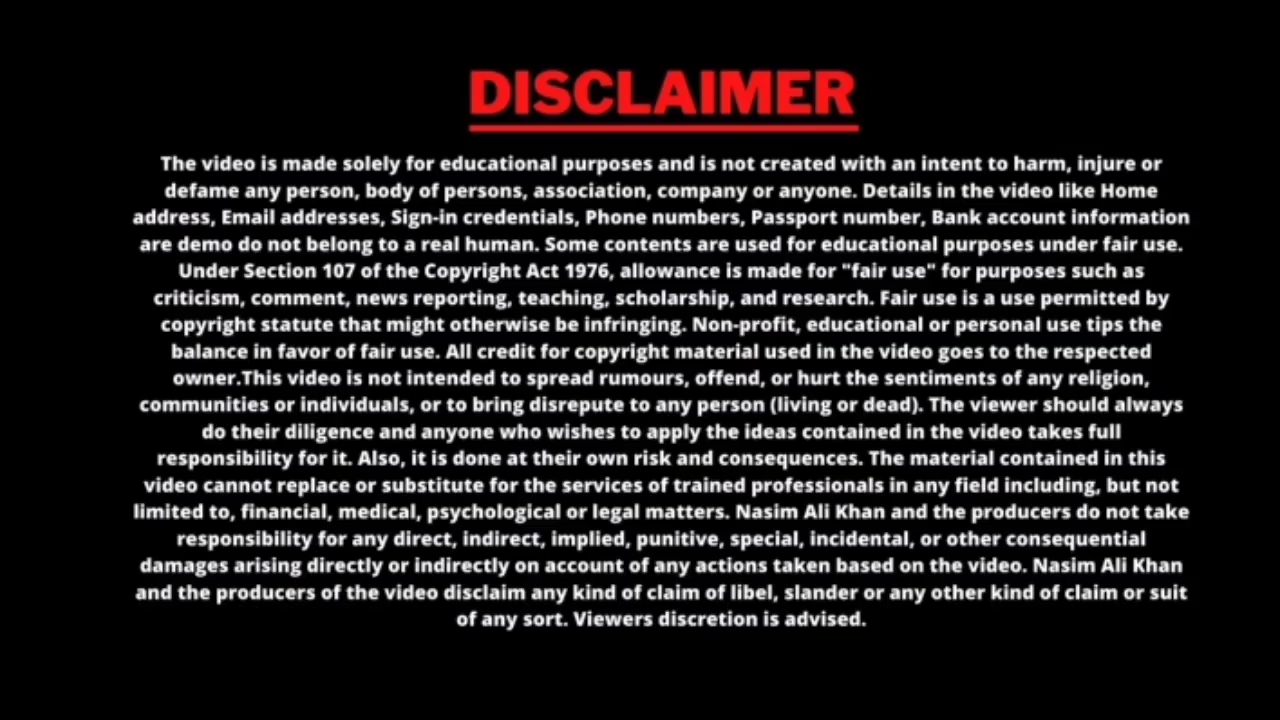 DISCLAIMER
The video is made solely for educational purposes and is not created with an intent to harm, injure or
defame any person, body of persons, association, company or anyone. Details in the video like Home
address, Email addresses, Sign-in credentials, Phone numbers, Passport number, Bank account information
are demo do not belong to a real human. Some contents are used for educational purposes under fair use.
Under Section 107 of the Copyright Act 1976, allowance is made for "fair use" for purposes such as
criticism, comment, news reporting, teaching, scholarship, and research. Fair use is a use permitted by
copyright statute that might otherwise be infringing. Non-profit, educational or personal use tips the
balance in favor of fair use. All credit for copyright material used in the video goes to the respected
owner.This video is not intended to spread rumours, offend, or hurt the sentiments of any religion,
communities or individuals, or to bring disrepute to any person (living or dead). The viewer should always
do their diligence and anyone who wishes to apply the ideas contained in the video takes full
responsibility for it. Also, it is done at their own risk and consequences. The material contained in this
video cannot replace or substitute for the services of trained professionals in any field including, but not
limited to, financial, medical, psychological or legal matters. Nasim Ali Khan and the producers do not take
responsibility for any direct, indirect, implied, punitive, special, incidental, or other consequential
damages arising directly or indirectly on account of any actions taken based on the video. Nasim Ali Khan
and the producers of the video disclaim any kind of claim of libel, slander or any other kind of claim or suit
of any sort. Viewers discretion is advised.